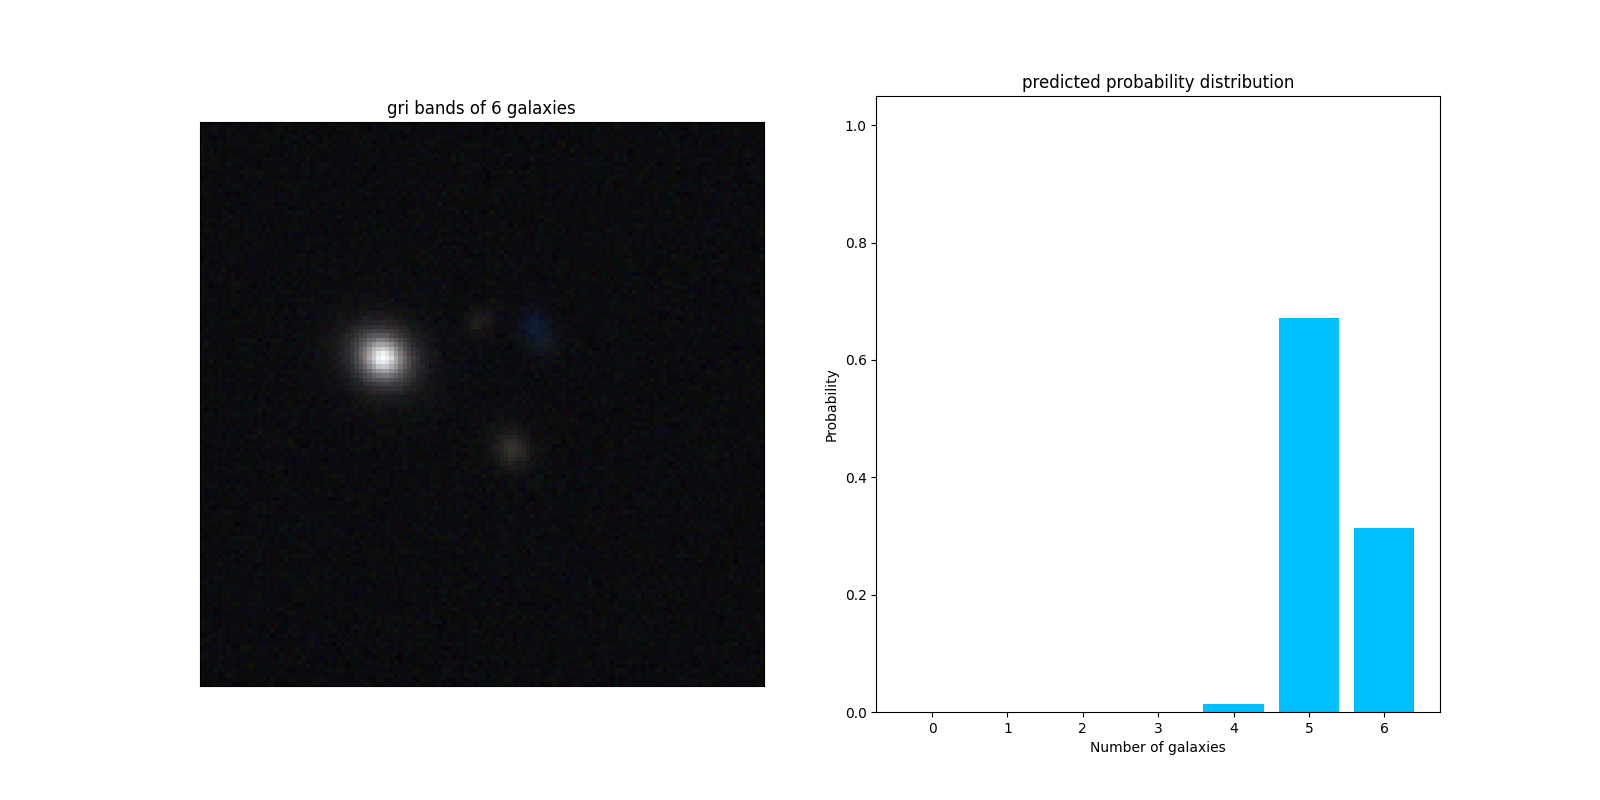 gri bands of 6 galaxies
predicted probability distribution
1.0
0.8
0.6
0.4
0.2
0.0
Probability
0 1 2 3 4 5 6
Number of galaxies